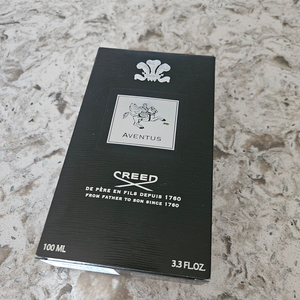 AVENTUS
CREED
DE PÈRE EN FILS DEPUIS 1760
FROM FATHER TO SON SINCE 1760
100 ML
3.3 FL.OZ.